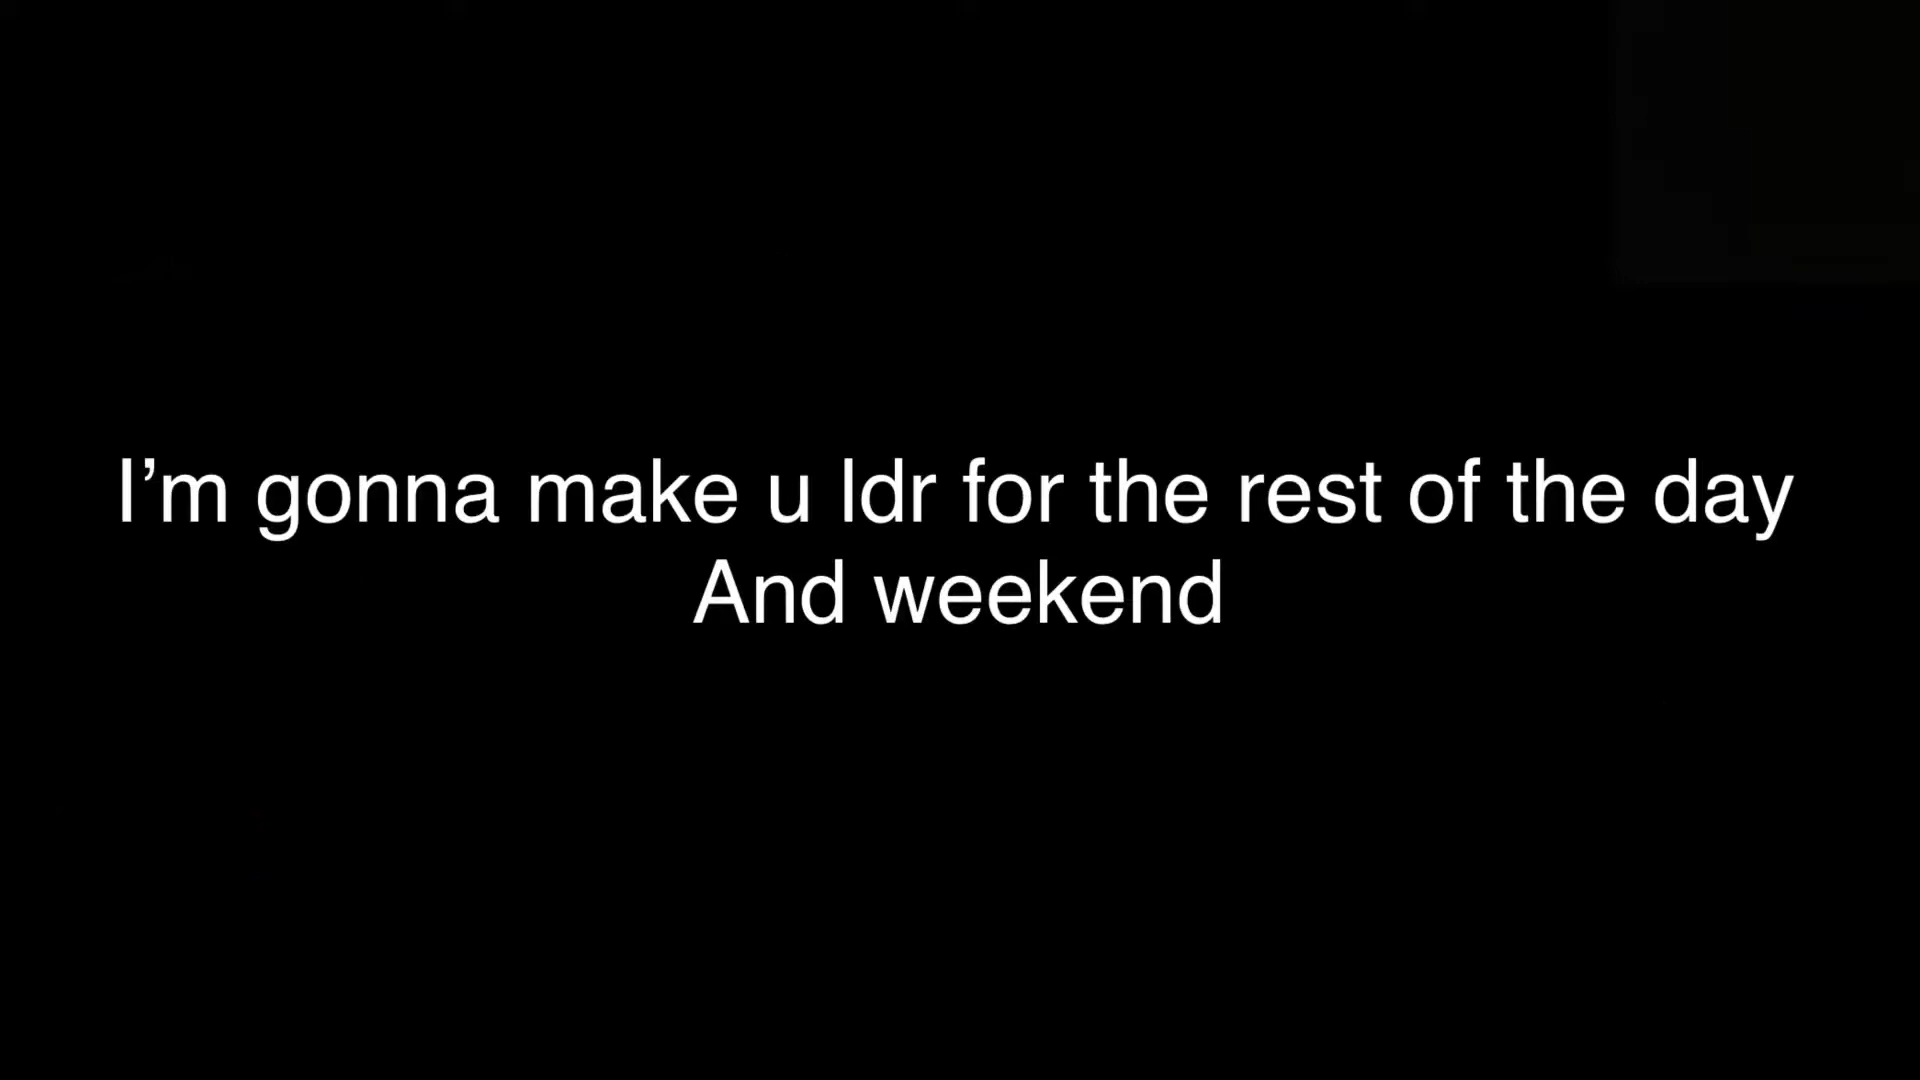 I’m gonna make u ldr for the rest of the day
And weekend